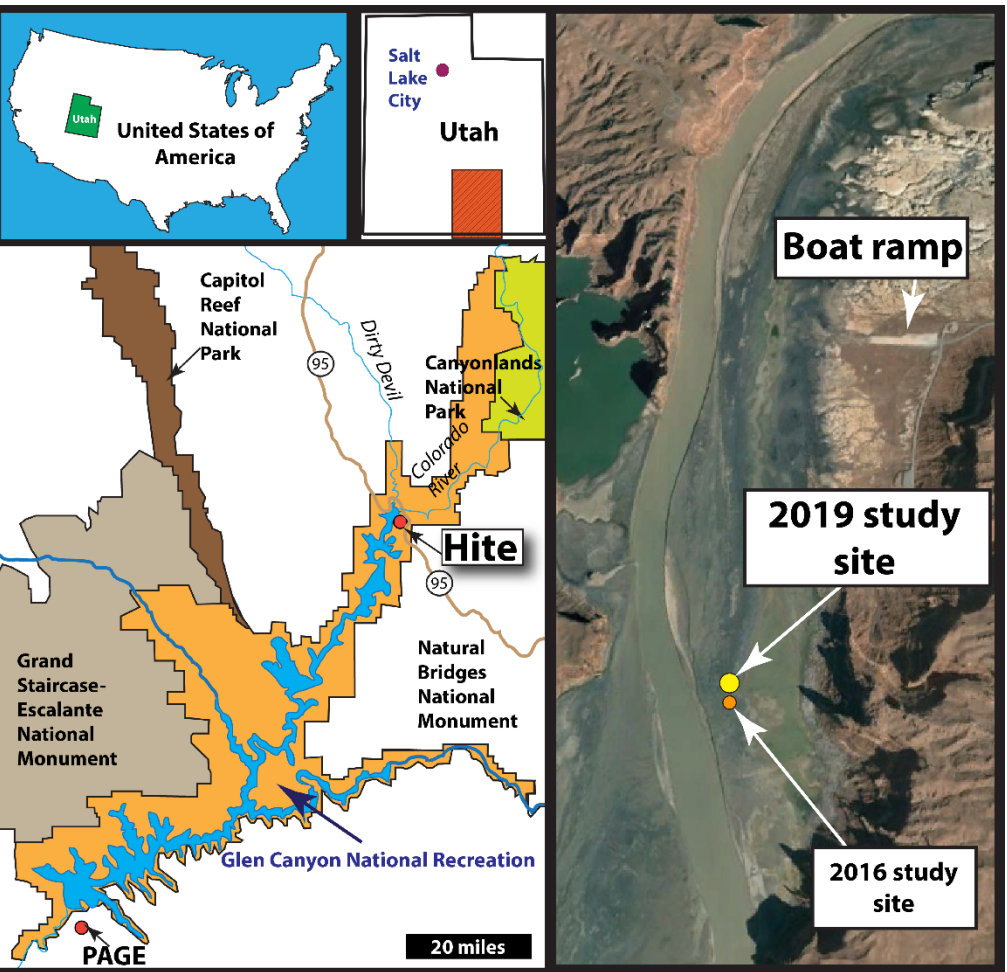 Utah
United States of
America
Salt
Lake
City
Utah
Capitol
Reef
National
Park
95
Dirty Devil
Canyonlands
National
Park
Colorado
River
Hite
95
Grand
Staircase-
Escalante
National
Monument
Natural
Bridges
National
Monument
Glen Canyon National Recreation
PAGE
20 miles
Boat ramp
2019 study
site
2016 study
site